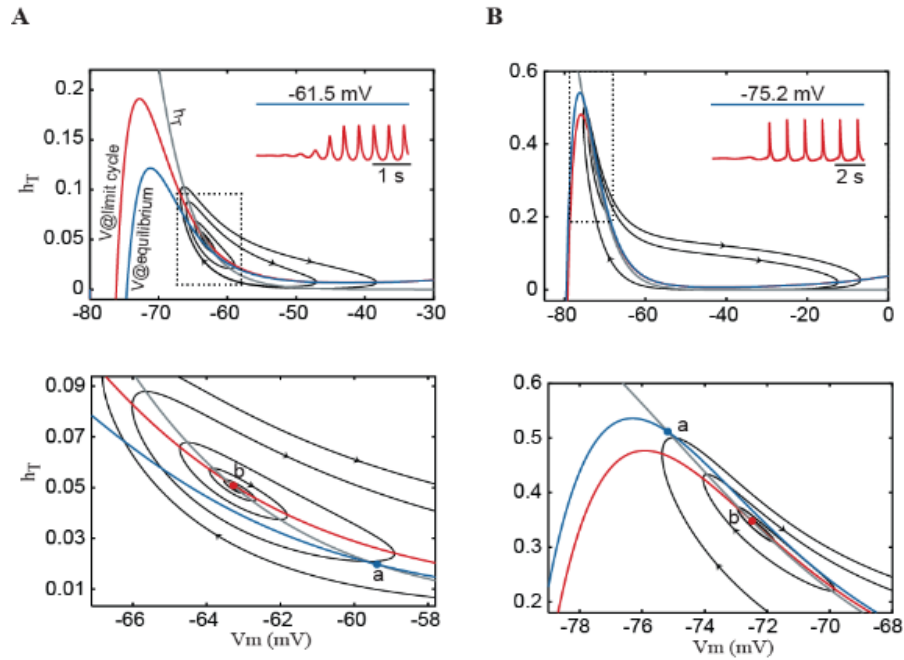 A
B
0.2
0.15
0.1
0.05
0
h_T
h_T
V@limit cycle
V@equilibrium
-61.5 mV
1 s
-80
-70
-60
-50
-40
-30
0.6
0.4
0.2
0
h_T
-75.2 mV
2 s
-80
-60
-40
-20
0
0.09
0.07
0.05
0.03
0.01
h_T
b
a
-66
-64
-62
-60
-58
Vm (mV)
0.6
0.5
0.4
0.3
0.2
h_T
a
b
-78
-76
-74
-72
-70
-68
Vm (mV)